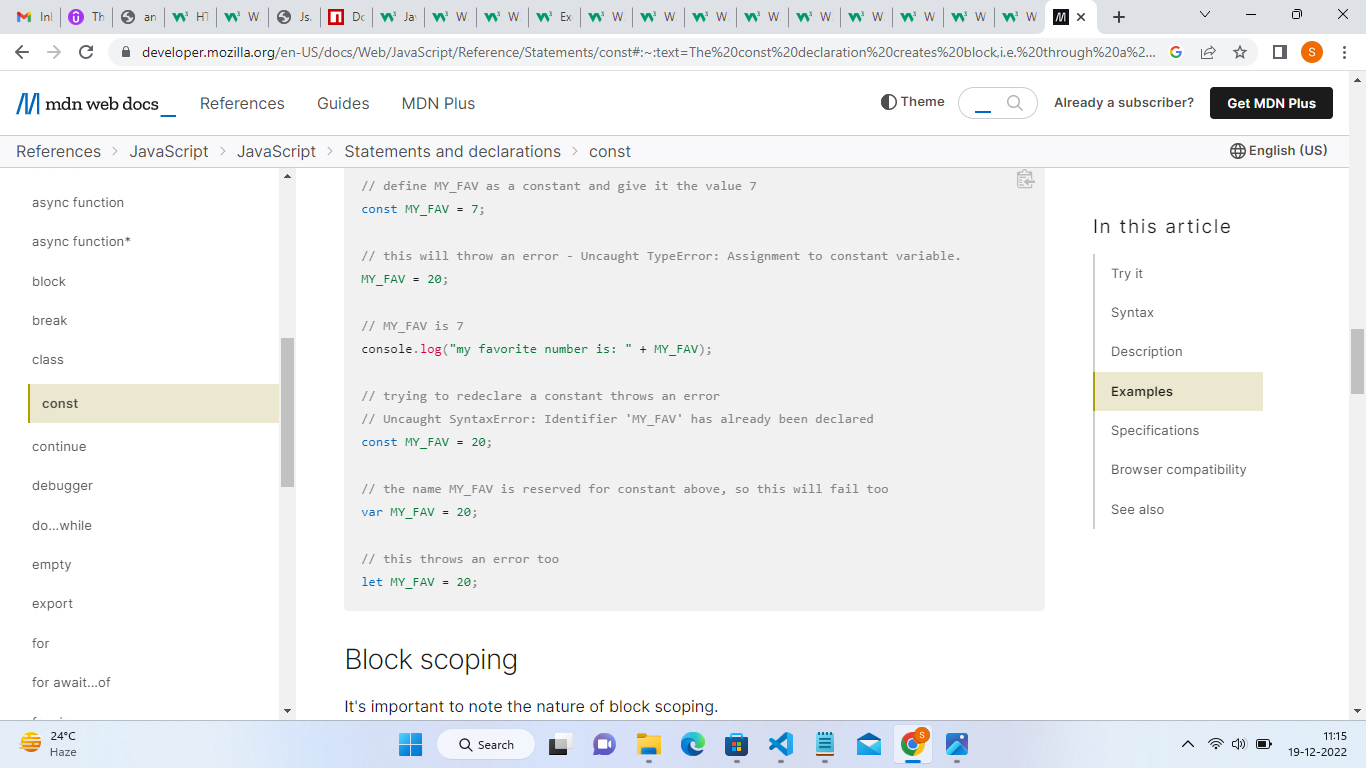 Inl
Th
an
HT
W
Js.
Do
Ja
W
W
Ex
W
W
W
W
W
W
W
W
W
developer.mozilla.org/en-US/docs/Web/JavaScript/Reference/Statements/const#:~:text=The%20const%20declaration%20creates%20block,i.e.%20through%20a%2...
S
mdn web docs_
References Guides MDN Plus
Theme
Already a subscriber?
Get MDN Plus
References > JavaScript > JavaScript > Statements and declarations > const
English (US)
async function
async function*
block
break
class
const
continue
debugger
do...while
empty
export
for
for await...of
// define MY_FAV as a constant and give it the value 7
const MY_FAV = 7;
// this will throw an error - Uncaught TypeError: Assignment to constant variable.
MY_FAV = 20;
// MY_FAV is 7
console.log("my favorite number is: " + MY_FAV);
// trying to redeclare a constant throws an error
// Uncaught SyntaxError: Identifier 'MY_FAV' has already been declared
const MY_FAV = 20;
// the name MY_FAV is reserved for constant above, so this will fail too
var MY_FAV = 20;
// this throws an error too
let MY_FAV = 20;
Block scoping
It's important to note the nature of block scoping.
In this article
Try it
Syntax
Description
Examples
Specifications
Browser compatibility
See also
24°C
Haze
Search
S
11:15
19-12-2022